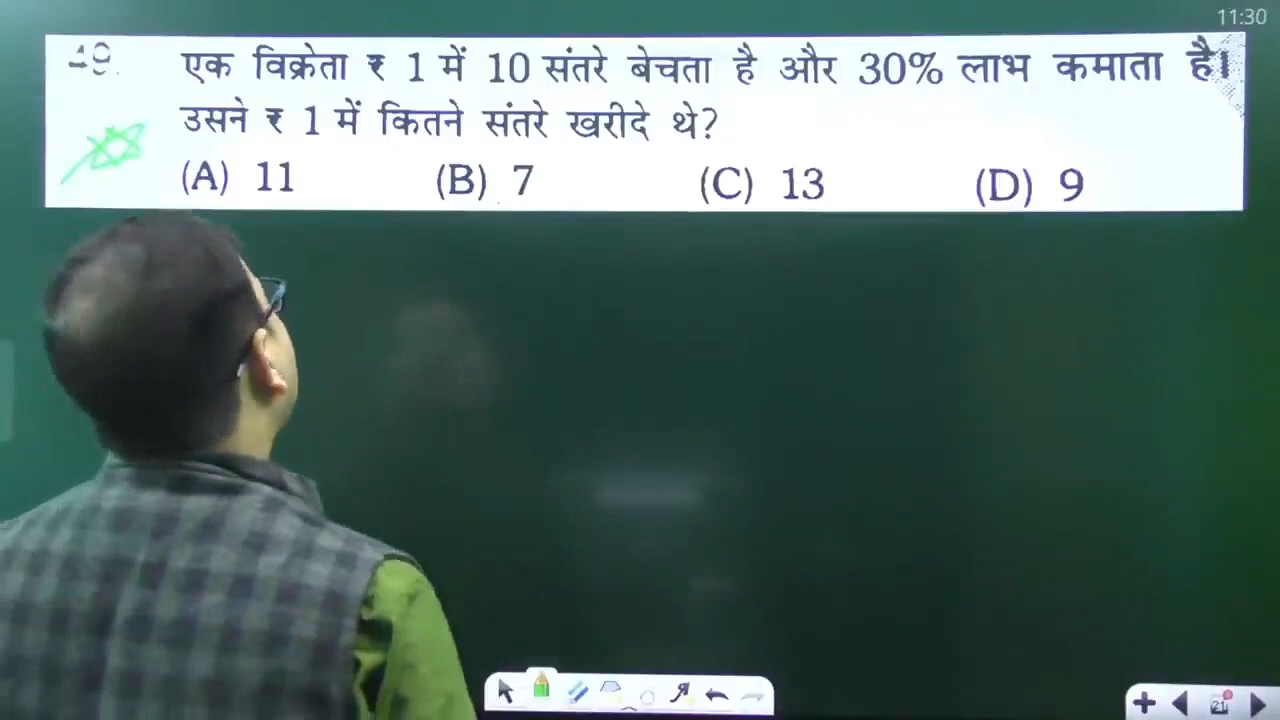 11:30
49. एक विक्रेता ₹ 1 में 10 संतरे बेचता है और 30% लाभ कमाता है।
उसने ₹ 1 में कितने संतरे खरीदे थे?
(A) 11 (B) 7 (C) 13 (D) 9
21